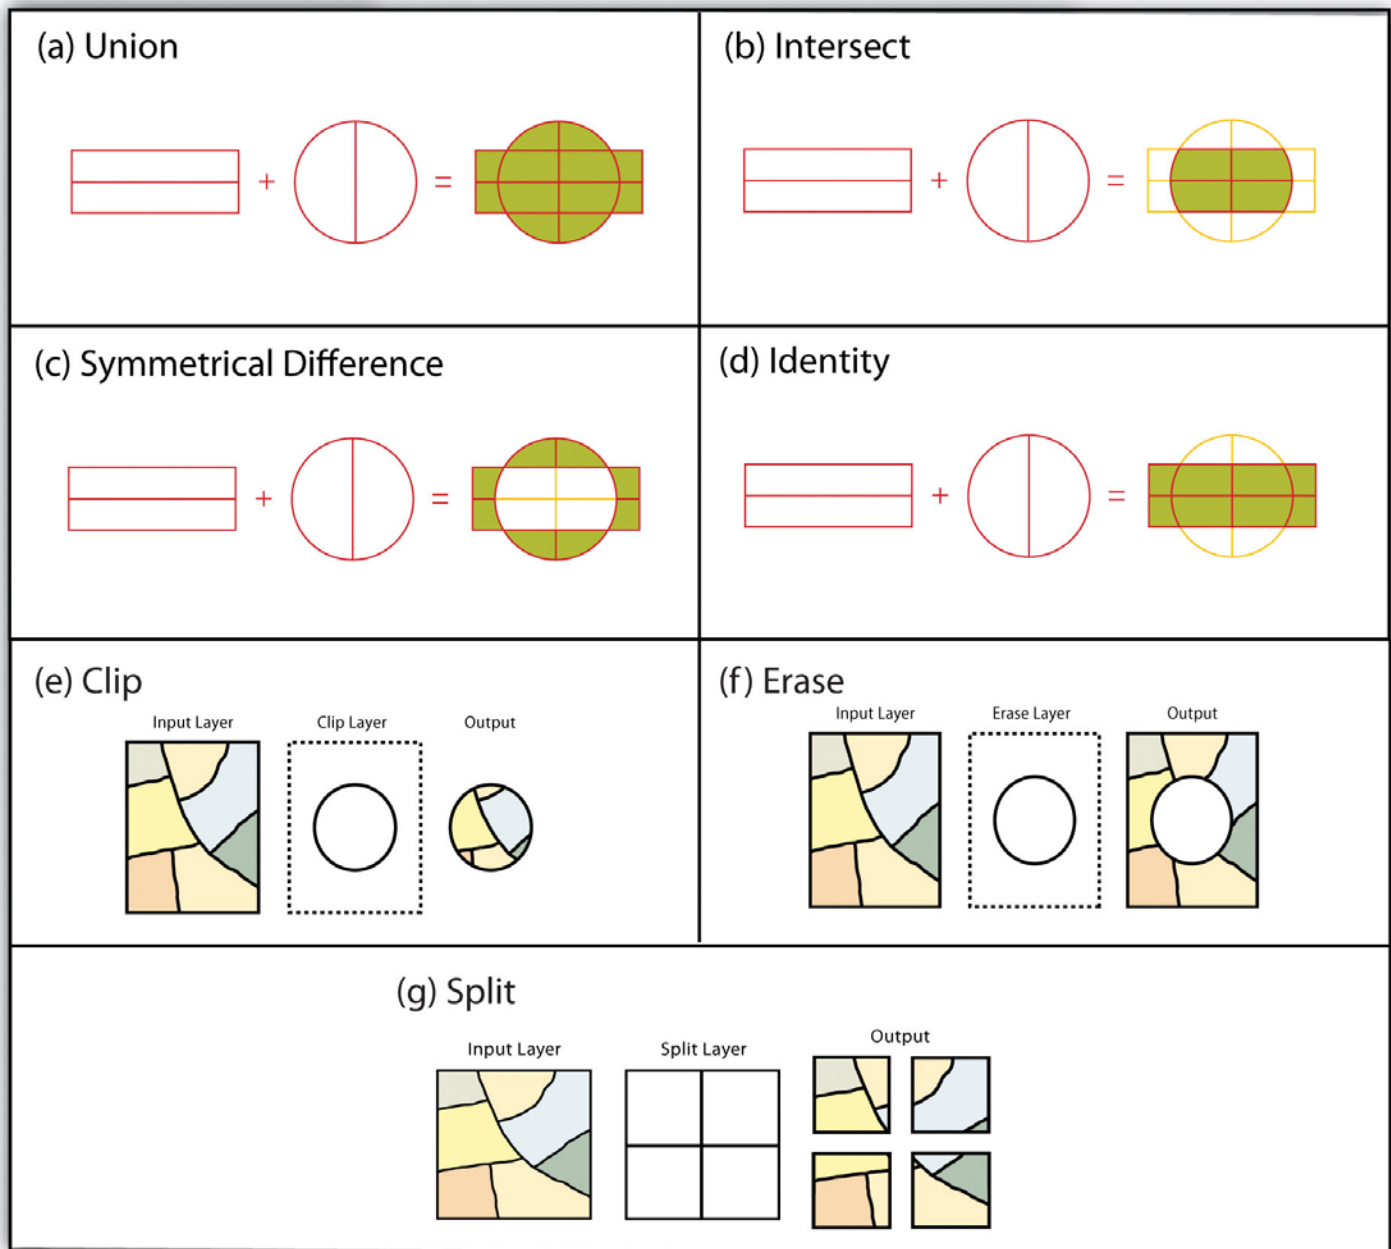 (a) Union
+ =
(b) Intersect
+ =
(c) Symmetrical Difference
+ =
(d) Identity
+ =
(e) Clip
Input Layer Clip Layer Output
(f) Erase
Input Layer Erase Layer Output
(g) Split
Input Layer Split Layer Output